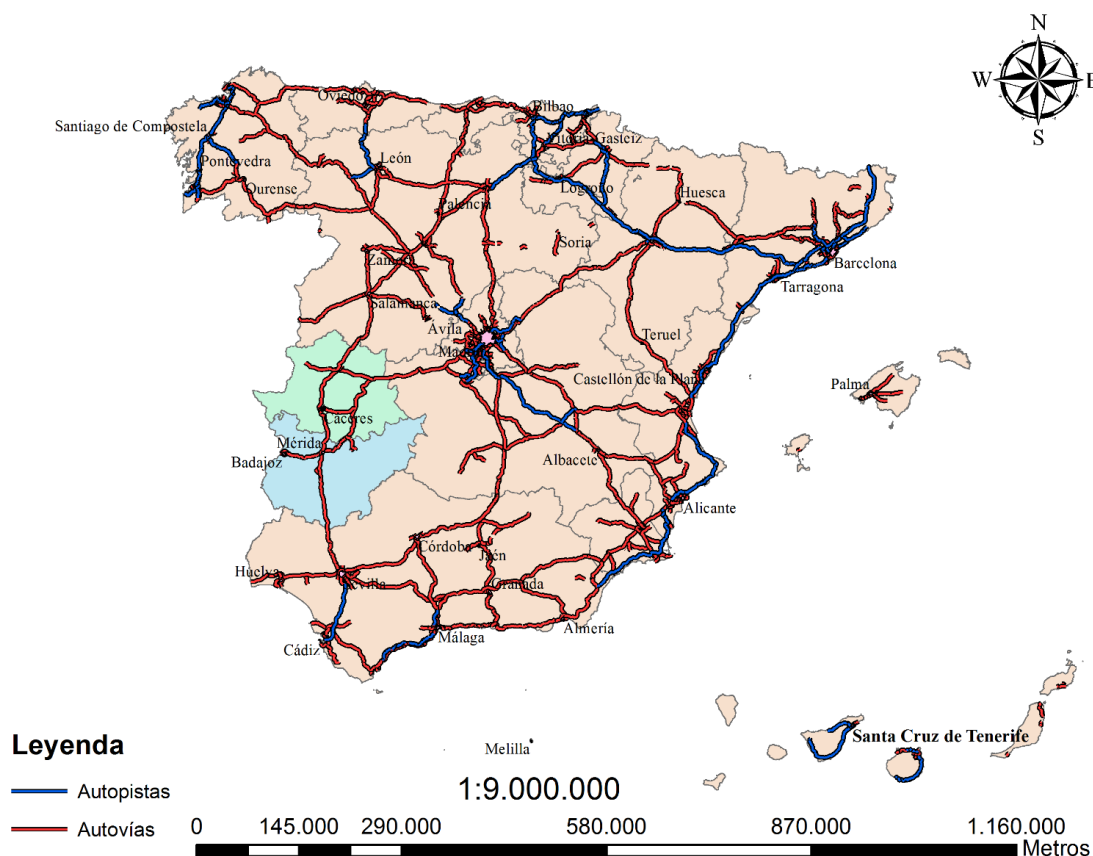 N
W
E
S
Oviedo
Bilbao
Santiago de Compostela
Vitoria-Gasteiz
León
Pontevedra
Ourense
Logroño
Huesca
Palencia
Soria
Zamora
Barcelona
Tarragona
Salamanca
Ávila
Teruel
Madrid
Castellón de la Plana
Palma
Cáceres
Mérida
Badajoz
Albacete
Alicante
Córdoba
Jaén
Huelva
Sevilla
Granada
Almería
Málaga
Cádiz
Santa Cruz de Tenerife
Leyenda
Melilla
Autopistas
1:9.000.000
Autovías
0 145.000 290.000 580.000 870.000 1.160.000
Metros